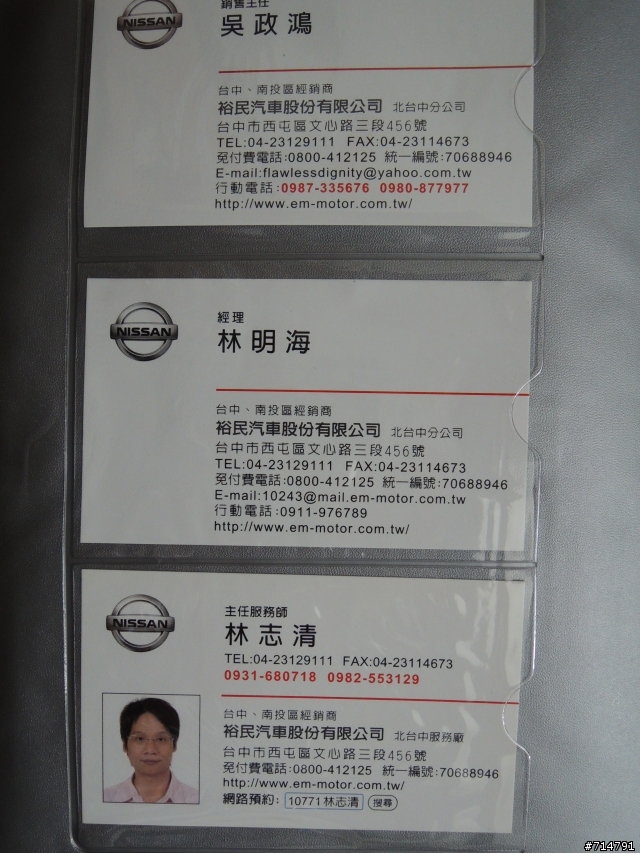 銷售主任
NISSAN
吳政鴻
台中、南投區經銷商
裕民汽車股份有限公司 北台中分公司
台中市西屯區文心路三段456號
TEL:04-23129111 FAX:04-23114673
免付費電話:0800-412125 統一編號:70688946
E-mail:flawlessdignity@yahoo.com.tw
行動電話:0987-335676 0980-877977
http://www.em-motor.com.tw/
NISSAN
經理
林明海
台中、南投區經銷商
裕民汽車股份有限公司 北台中分公司
台中市西屯區文心路三段456號
TEL:04-23129111 FAX:04-23114673
免付費電話:0800-412125 統一編號:70688946
E-mail:10243@mail.em-motor.com.tw
行動電話:0911-976789
http://www.em-motor.com.tw/
NISSAN
主任服務師
林志清
TEL:04-23129111 FAX:04-23114673
0931-680718 0982-553129
台中、南投區經銷商
裕民汽車股份有限公司 北台中服務廠
台中市西屯區文心路三段456號
免付費電話:0800-412125 統一編號:70688946
http://www.em-motor.com.tw/
網路預約: 10771林志清 搜尋
#714791